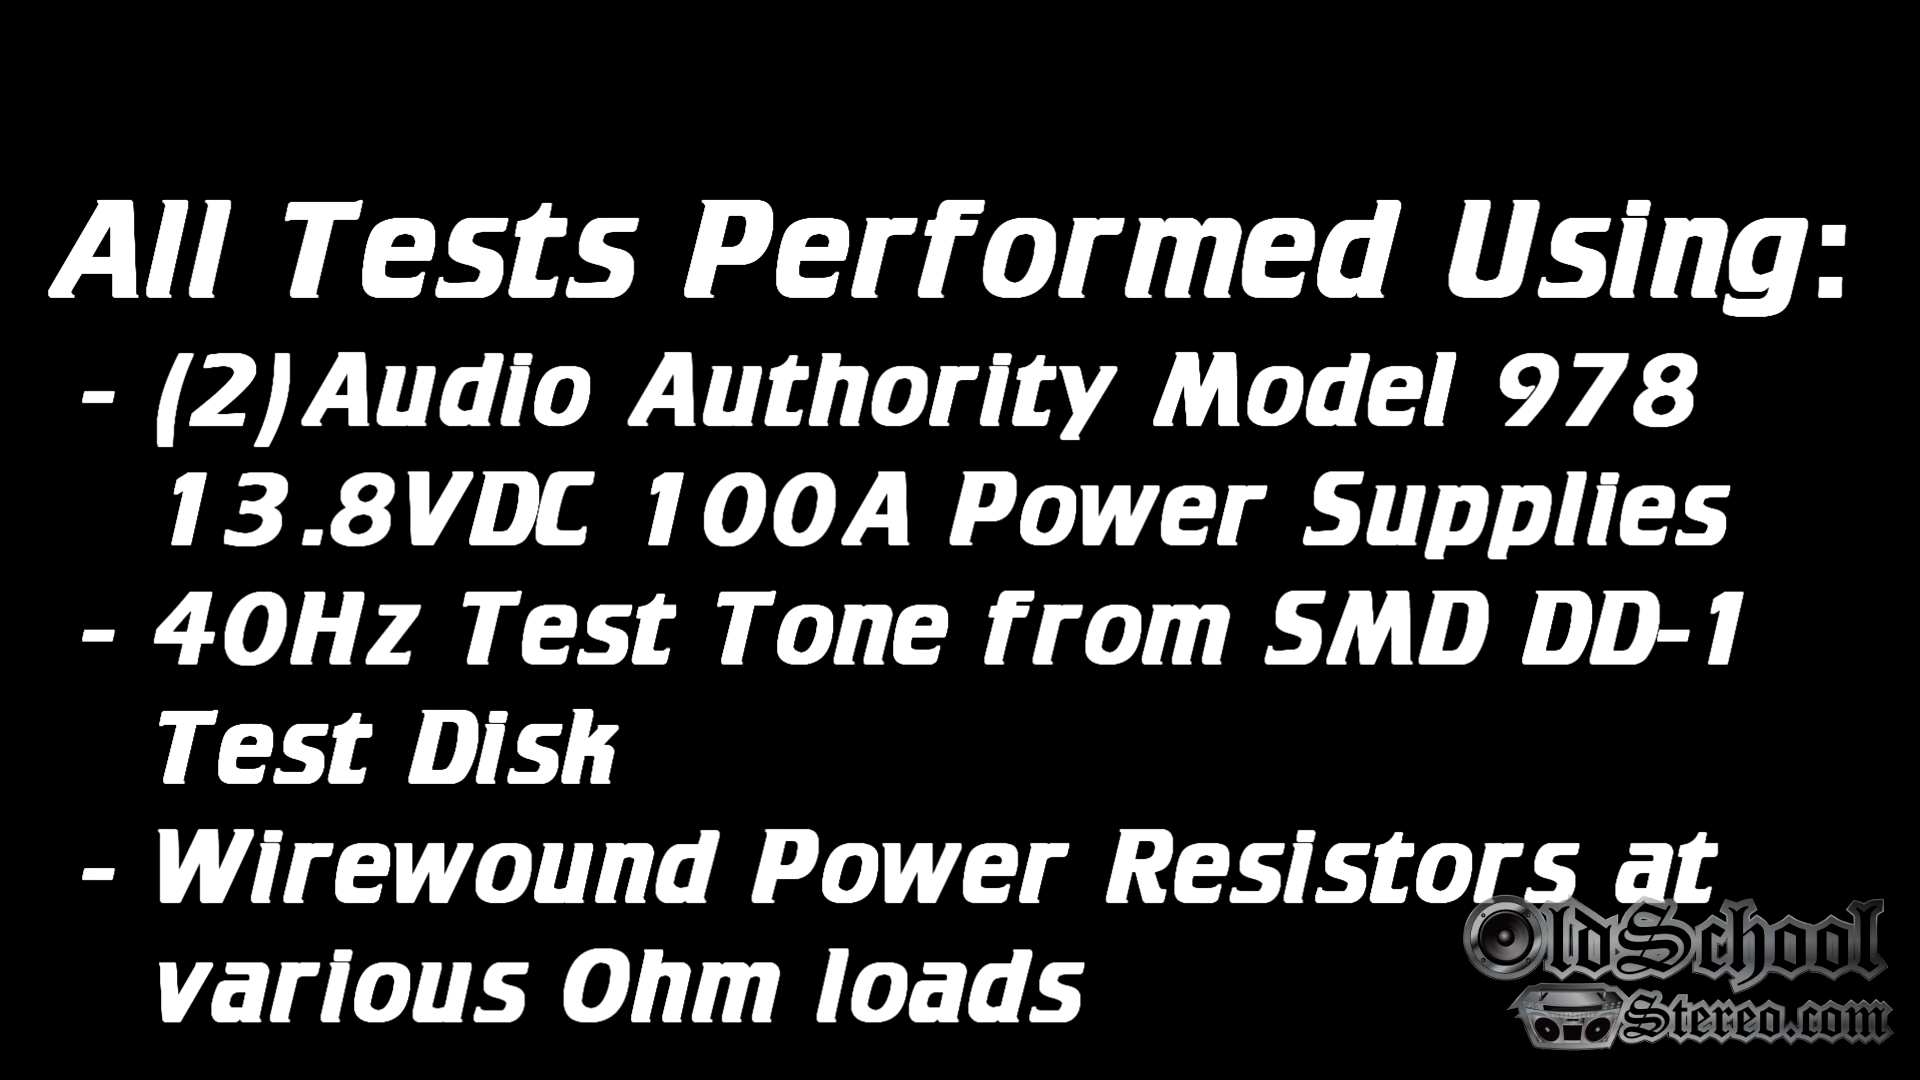 All Tests Performed Using:
- (2)Audio Authority Model 978
13.8VDC 100A Power Supplies
- 40Hz Test Tone from SMD DD-1
Test Disk
- Wirewound Power Resistors at
various Ohm loads
OldSchool
Stereo.com